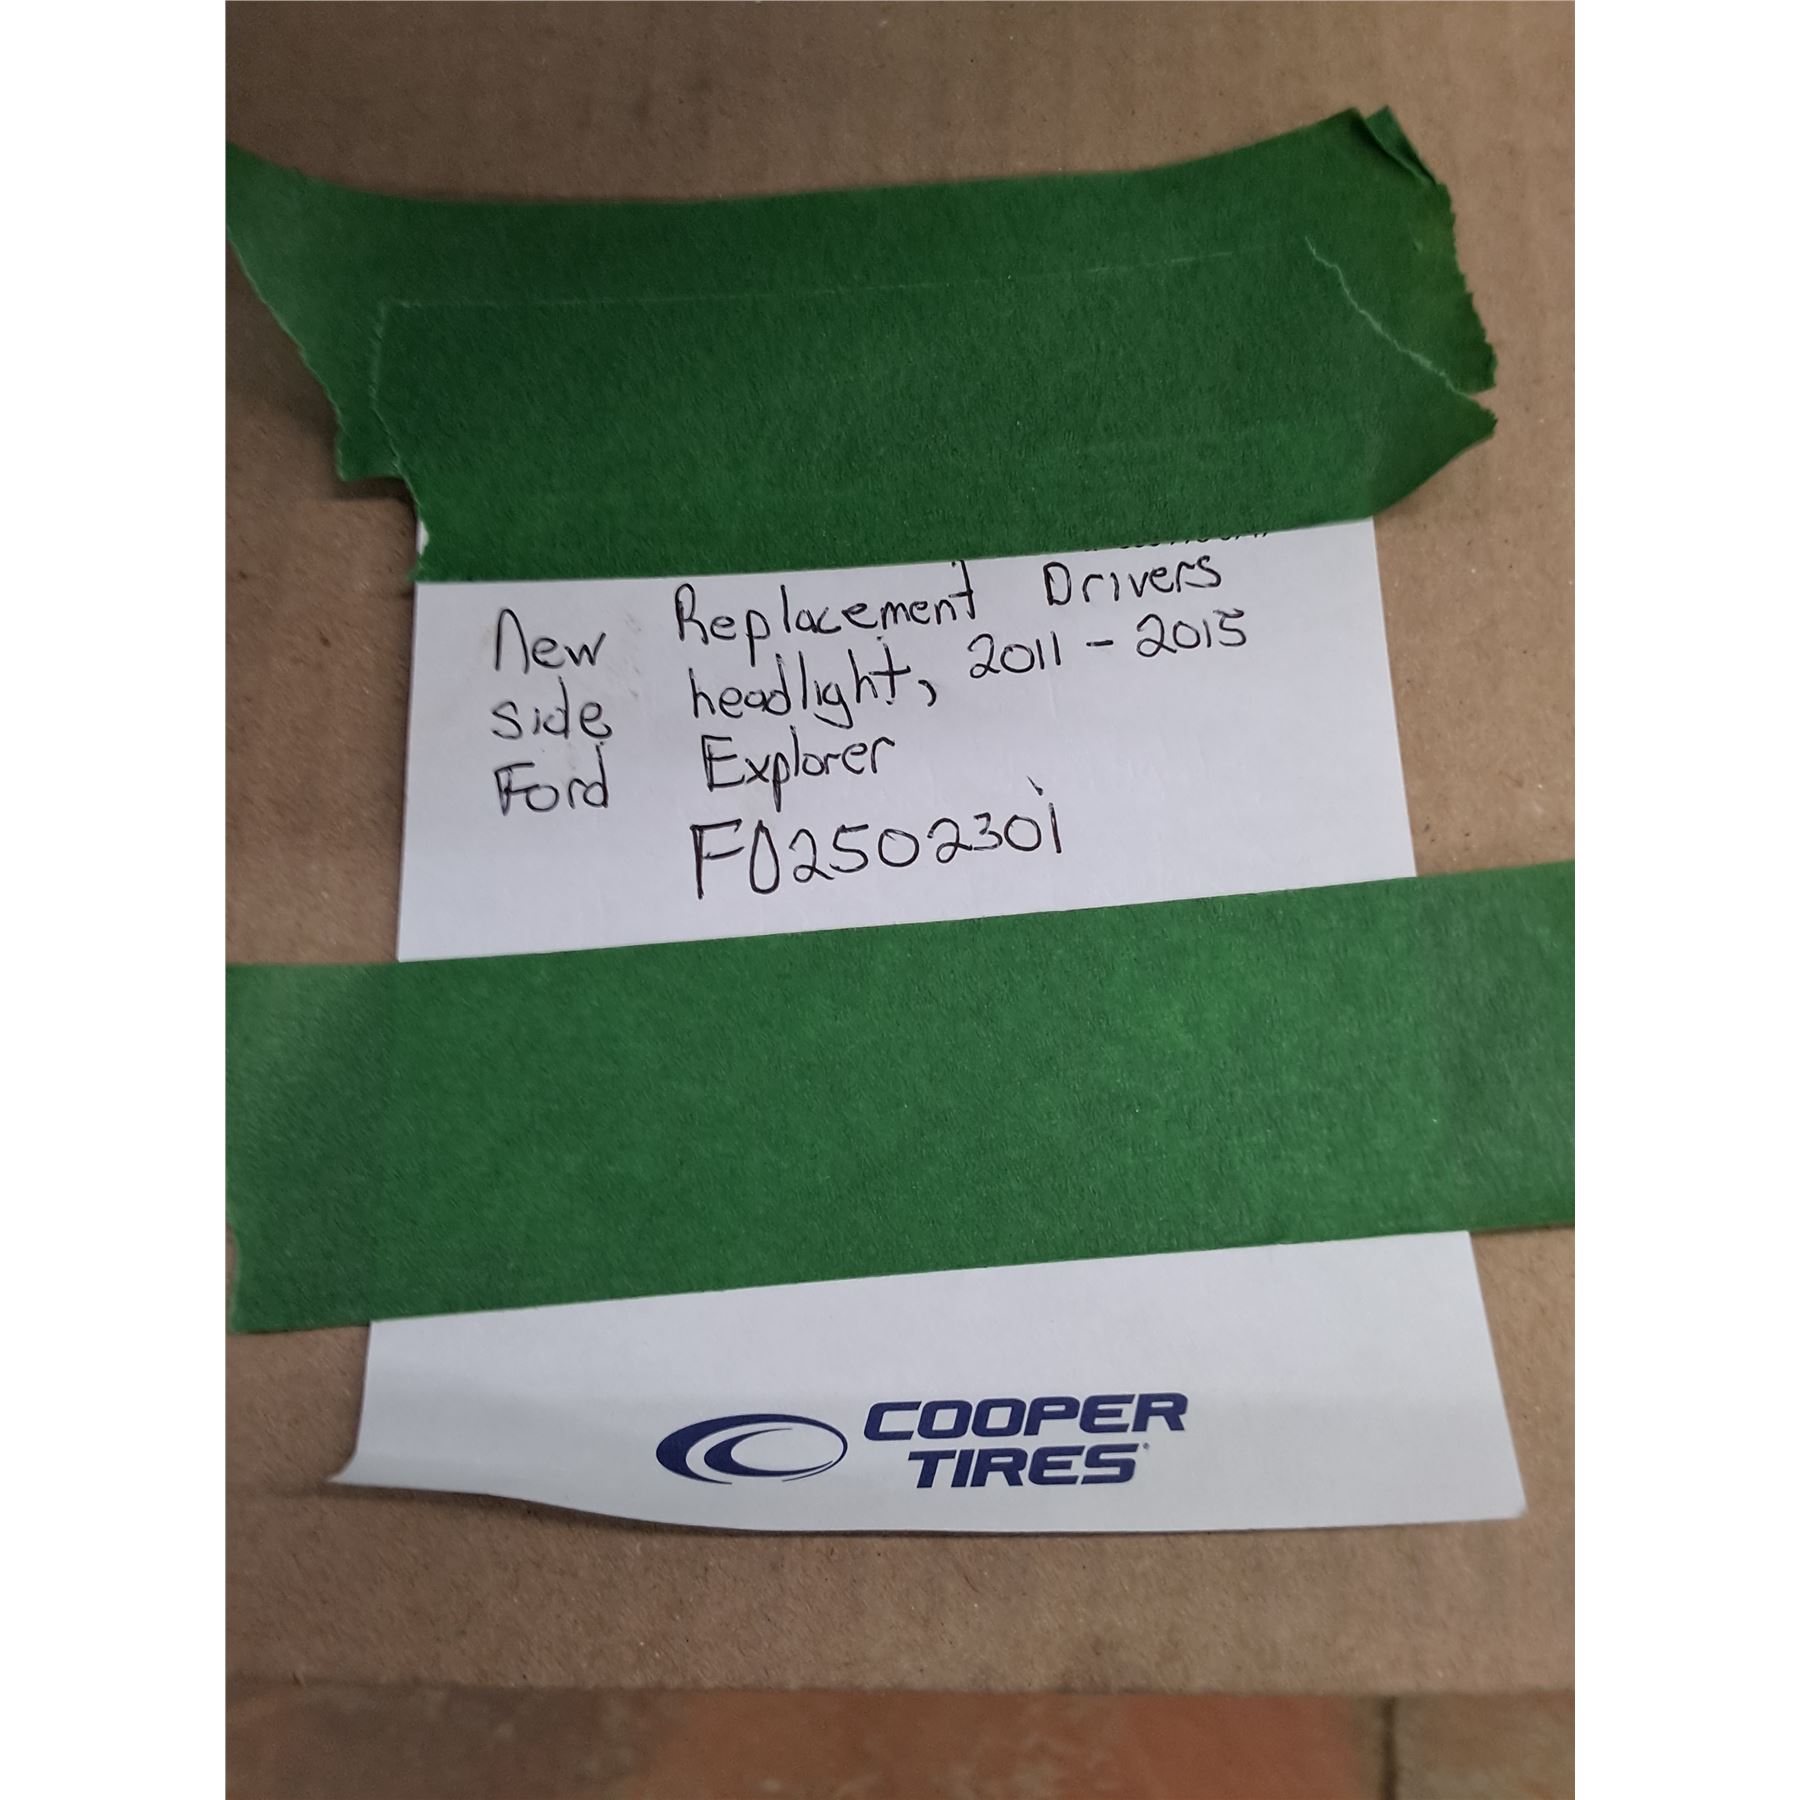 New Replacement Drivers
side headlight, 2011 - 2015
Ford Explorer
FO2502301
COOPER
TIRES